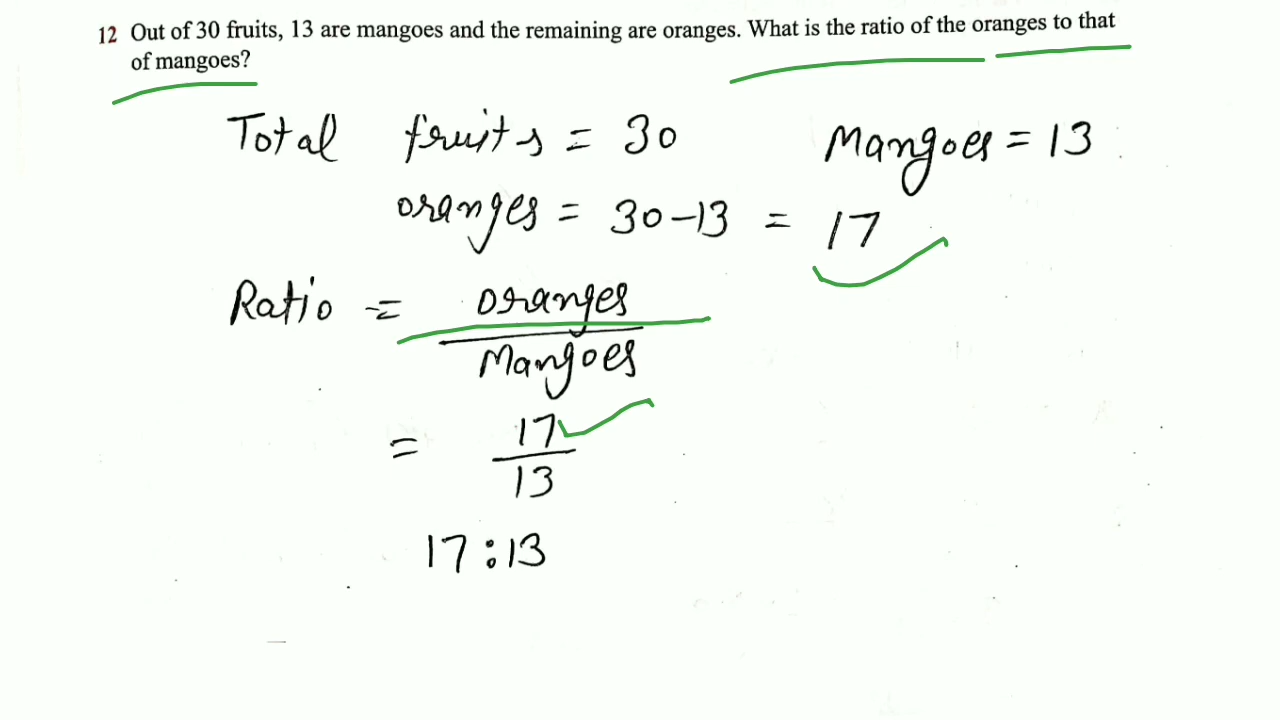 12 Out of 30 fruits, 13 are mangoes and the remaining are oranges. What is the ratio of the oranges to that
of mangoes?
Total fruits = 30 Mangoes = 13
oranges = 30-13 = 17
Ratio = oranges
Mangoes
= 17
13
17:13